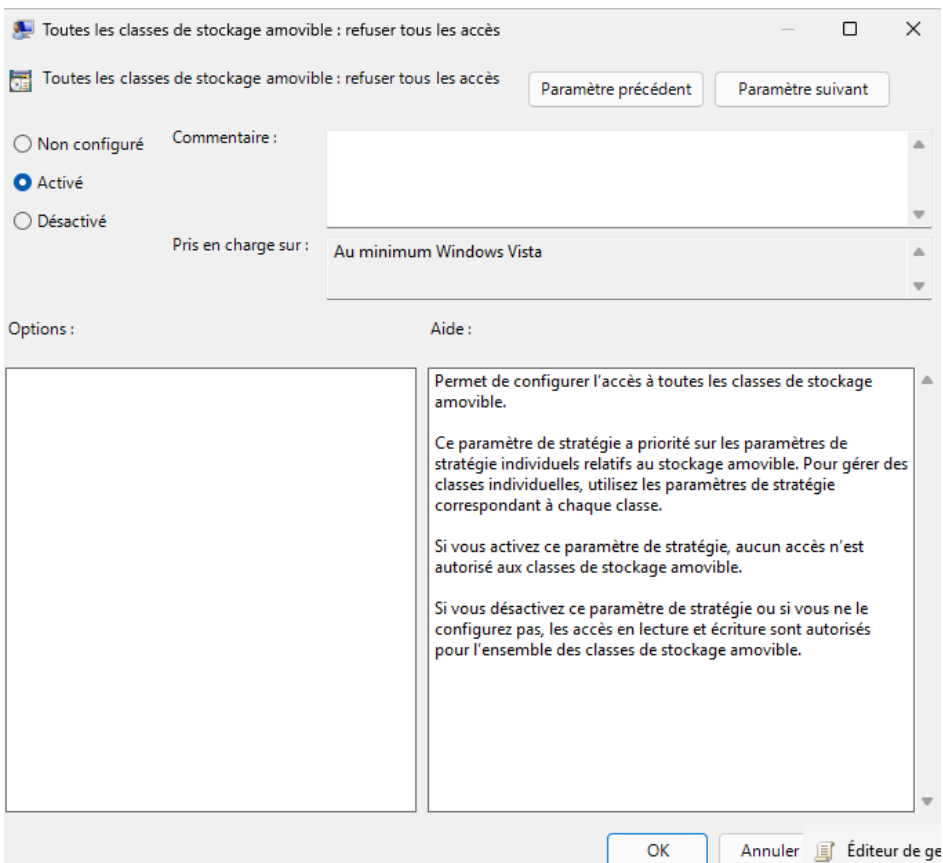 Toutes les classes de stockage amovible : refuser tous les accès
Toutes les classes de stockage amovible : refuser tous les accès
Paramètre précédent
Paramètre suivant
Non configuré
Commentaire :
Activé
Désactivé
Pris en charge sur :
Au minimum Windows Vista
Options :
Aide :
Permet de configurer l’accès à toutes les classes de stockage
amovible.
Ce paramètre de stratégie a priorité sur les paramètres de
stratégie individuels relatifs au stockage amovible. Pour gérer des
classes individuelles, utilisez les paramètres de stratégie
correspondant à chaque classe.
Si vous activez ce paramètre de stratégie, aucun accès n’est
autorisé aux classes de stockage amovible.
Si vous désactivez ce paramètre de stratégie ou si vous ne le
configurez pas, les accès en lecture et écriture sont autorisés
pour l’ensemble des classes de stockage amovible.
OK
Annuler
Éditeur de ge